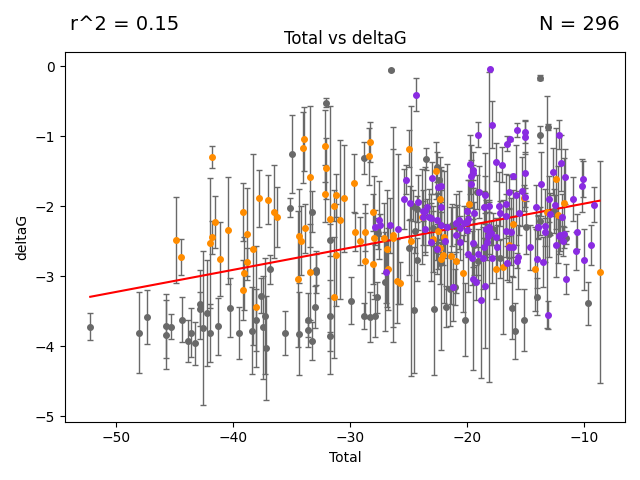 r^2 = 0.15
N = 296
Total vs deltaG
0
−1
−2
−3
−4
−5
deltaG
−50
−40
−30
−20
−10
Total